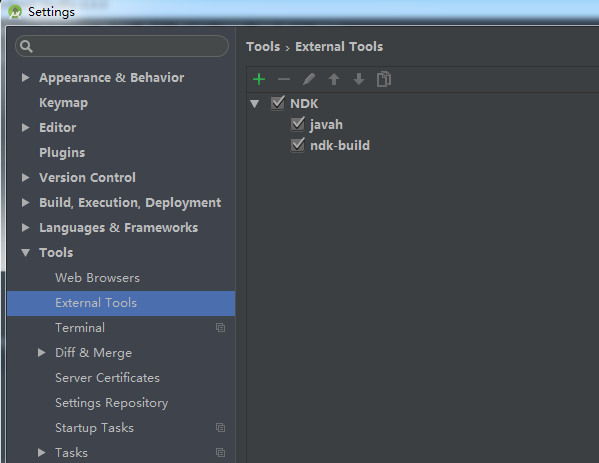 Settings
Tools › External Tools
Appearance & Behavior
Keymap
Editor
Plugins
Version Control
Build, Execution, Deployment
Languages & Frameworks
Tools
Web Browsers
External Tools
Terminal
Diff & Merge
Server Certificates
Settings Repository
Startup Tasks
Tasks
NDK
javah
ndk-build